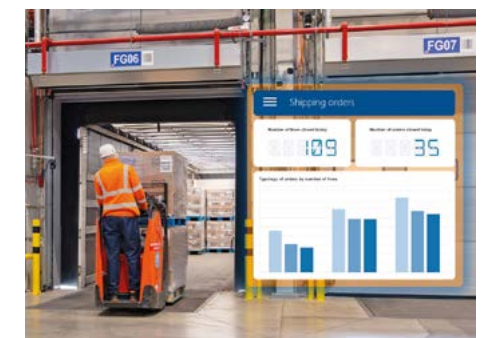 FG06
FG07
Shipping orders
Number of lines closed today
Number of orders closed today
109
35
Typology of orders by number of lines